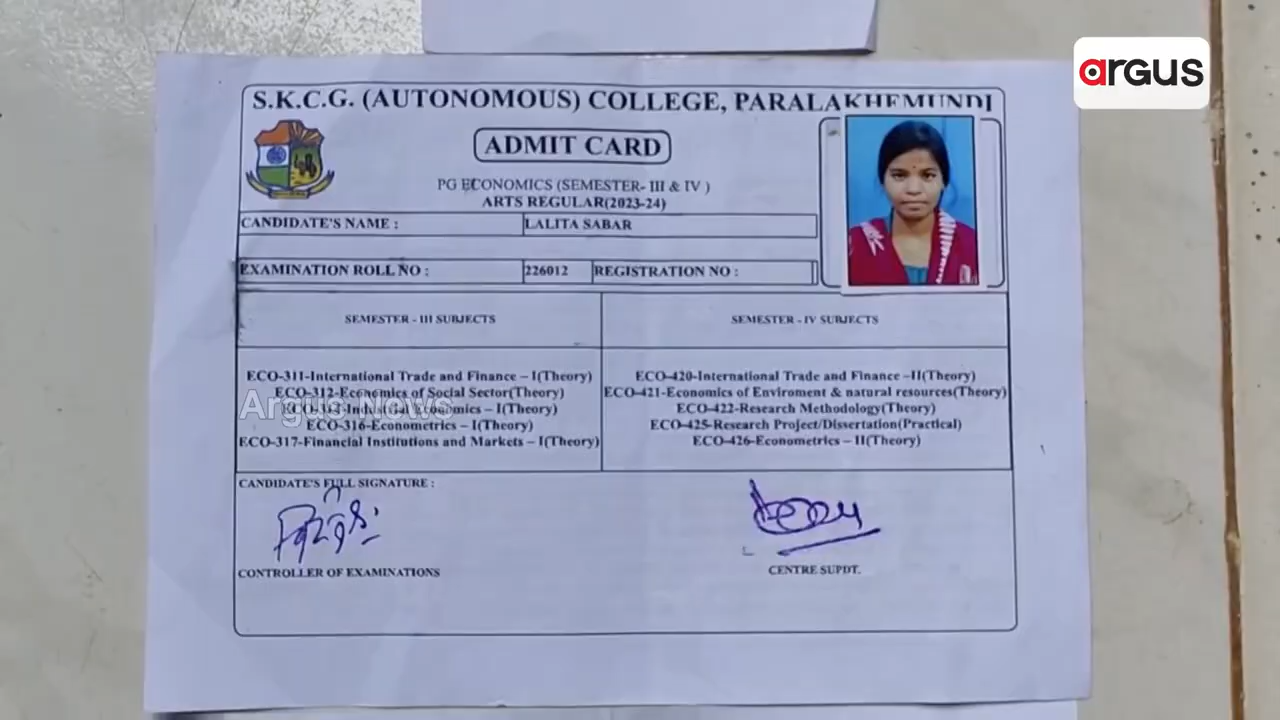 argus
S.K.C.G. (AUTONOMOUS) COLLEGE, PARALAKHEMUNDI
ADMIT CARD
PG ECONOMICS (SEMESTER- III & IV )
ARTS REGULAR(2023-24)
CANDIDATE'S NAME : LALITA SABAR
EXAMINATION ROLL NO : 226012 REGISTRATION NO :
SEMESTER - III SUBJECTS
ECO-311-International Trade and Finance – I(Theory)
ECO-312-Economics of Social Sector(Theory)
Industrial Economics – I(Theory)
ECO-316-Econometrics – I(Theory)
ECO-317-Financial Institutions and Markets – I(Theory)
SEMESTER - IV SUBJECTS
ECO-420-International Trade and Finance –II(Theory)
ECO-421-Economics of Enviroment & natural resources(Theory)
ECO-422-Research Methodology(Theory)
ECO-425-Research Project/Dissertation(Practical)
ECO-426-Econometrics – II(Theory)
Argus News
CANDIDATE'S FULL SIGNATURE :
CONTROLLER OF EXAMINATIONS
CENTRE SUPDT.